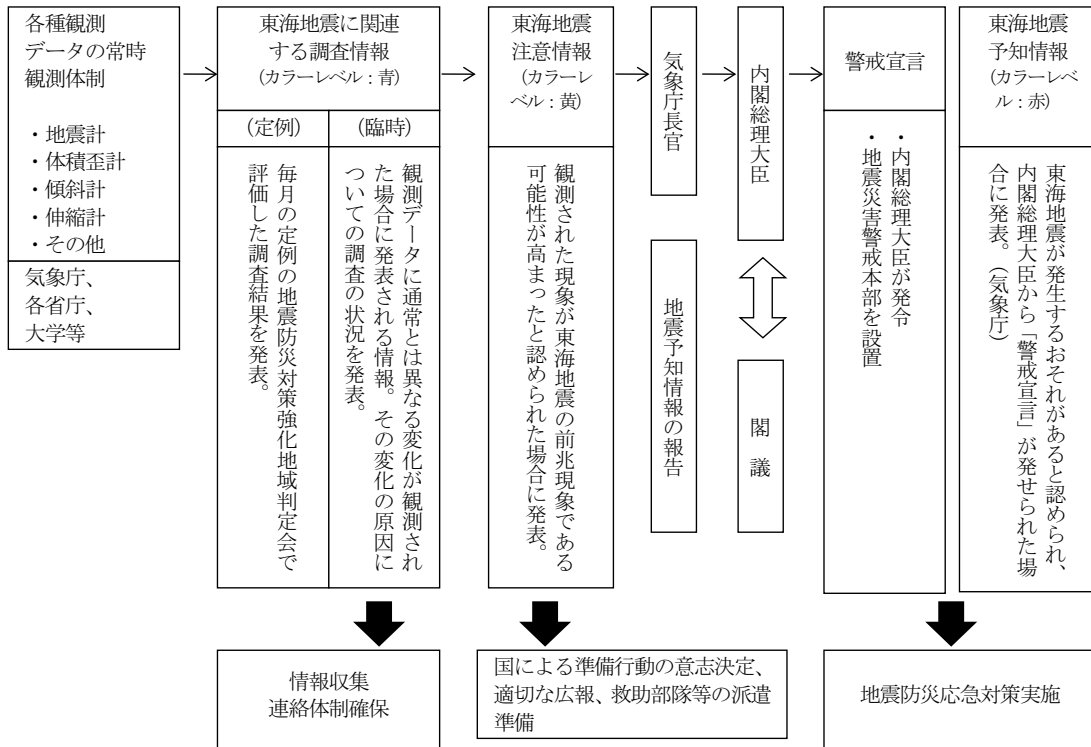 各種観測
データの常時
観測体制
・地震計
・体積歪計
・傾斜計
・伸縮計
・その他
気象庁、
各省庁、
大学等
東海地震に関連
する調査情報
(カラーレベル：青)
(定例)
毎月の定例の地震防災対策強化地域判定会で
評価した調査結果を発表。
(臨時)
観測データに通常とは異なる変化が観測され
た場合に発表される情報。その変化の原因に
ついての調査の状況を発表。
東海地震
注意情報
(カラーレ
ベル：黄)
観測された現象が東海地震の前兆現象である
可能性が高まったと認められた場合に発表。
気象庁長官
地震予知情報の報告
内閣総理大臣
閣 議
警戒宣言
・内閣総理大臣が発令
・地震災害警戒本部を設置
東海地震
予知情報
(カラーレベ
ル：赤)
東海地震が発生するおそれがあると認められ、
内閣総理大臣から「警戒宣言」が発せられた場
合に発表。（気象庁）
情報収集
連絡体制確保
国による準備行動の意志決定、
適切な広報、救助部隊等の派遣
準備
地震防災応急対策実施